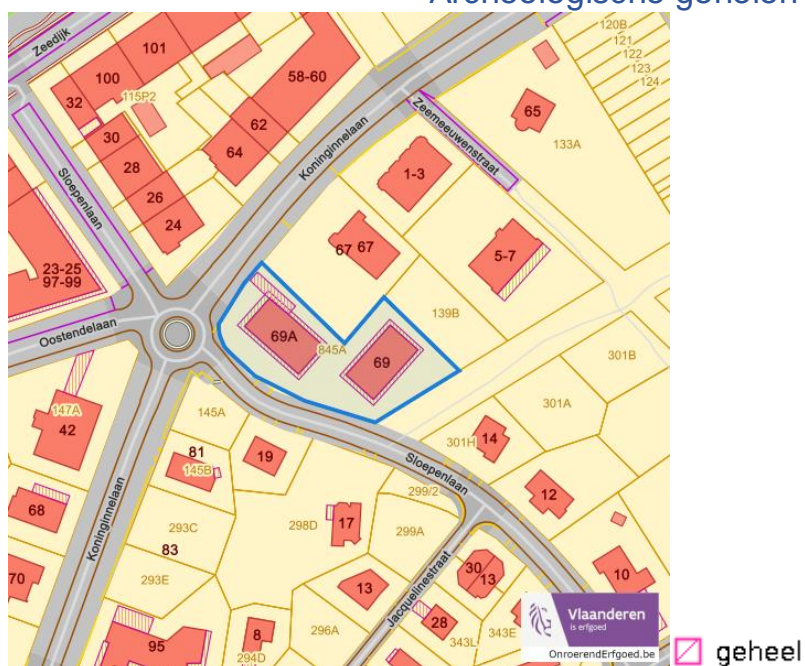 Archeologische gehelen
Zeedijk
101
100
32
115P2
58-60
62
64
30
28
26
24
Sloepenlaan
Koninginnelaan
120B
121
122
123
124
65
133A
Zeemeeuwenstraat
1-3
67 67
5-7
139B
23-25
97-99
Oostendelaan
69A
845A
69
301B
301A
301H
14
12
10
147A
42
145A
81
145B
19
Sloepenlaan
299/2
299A
298D
17
68
293C
83
293E
Koninginnelaan
70
13
30
13
Jacquelinestraat
28
296A
8
294D
95
343L
343E
Vlaanderen
is erfgoed
OnroerendErfgoed.be
geheel